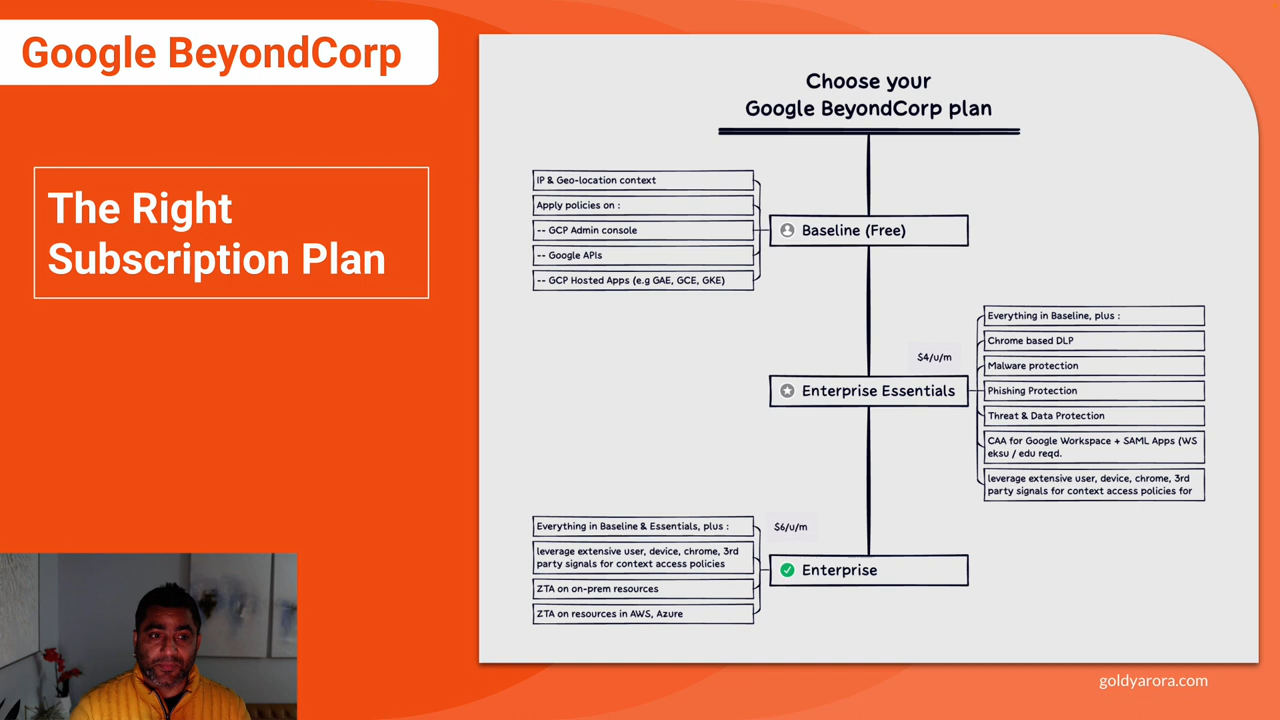 Google BeyondCorp
The Right
Subscription Plan
Choose your
Google BeyondCorp plan
IP & Geo-location context
Apply policies on :
-- GCP Admin console
-- Google APIs
-- GCP Hosted Apps (e.g GAE, GCE, GKE)
Baseline (Free)
$4/u/m
Enterprise Essentials
Everything in Baseline, plus :
Chrome based DLP
Malware protection
Phishing Protection
Threat & Data Protection
CAA for Google Workspace + SAML Apps (WS
eksu / edu reqd.
leverage extensive user, device, chrome, 3rd
party signals for context access policies for
Everything in Baseline & Essentials, plus :
leverage extensive user, device, chrome, 3rd
party signals for context access policies
ZTA on on-prem resources
ZTA on resources in AWS, Azure
$6/u/m
Enterprise
goldyarora.com